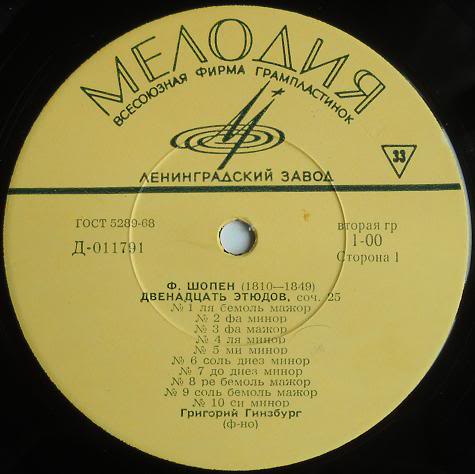 МЕЛОДИЯ
ВСЕСОЮЗНАЯ ФИРМА ГРАМПЛАСТИНОК
33
ЛЕНИНГРАДСКИЙ ЗАВОД
ГОСТ 5289-68
Д-011791
вторая гр
1-00
Сторона 1
Ф. ШОПЕН (1810—1849)
ДВЕНАДЦАТЬ ЭТЮДОВ, соч. 25
№ 1 ля бемоль мажор
№ 2 фа минор
№ 3 фа мажор
№ 4 ля минор
№ 5 ми минор
№ 6 соль диез минор
№ 7 до диез минор
№ 8 ре бемоль мажор
№ 9 соль бемоль мажор
№ 10 си минор
Григорий Гинзбург
(ф-но)